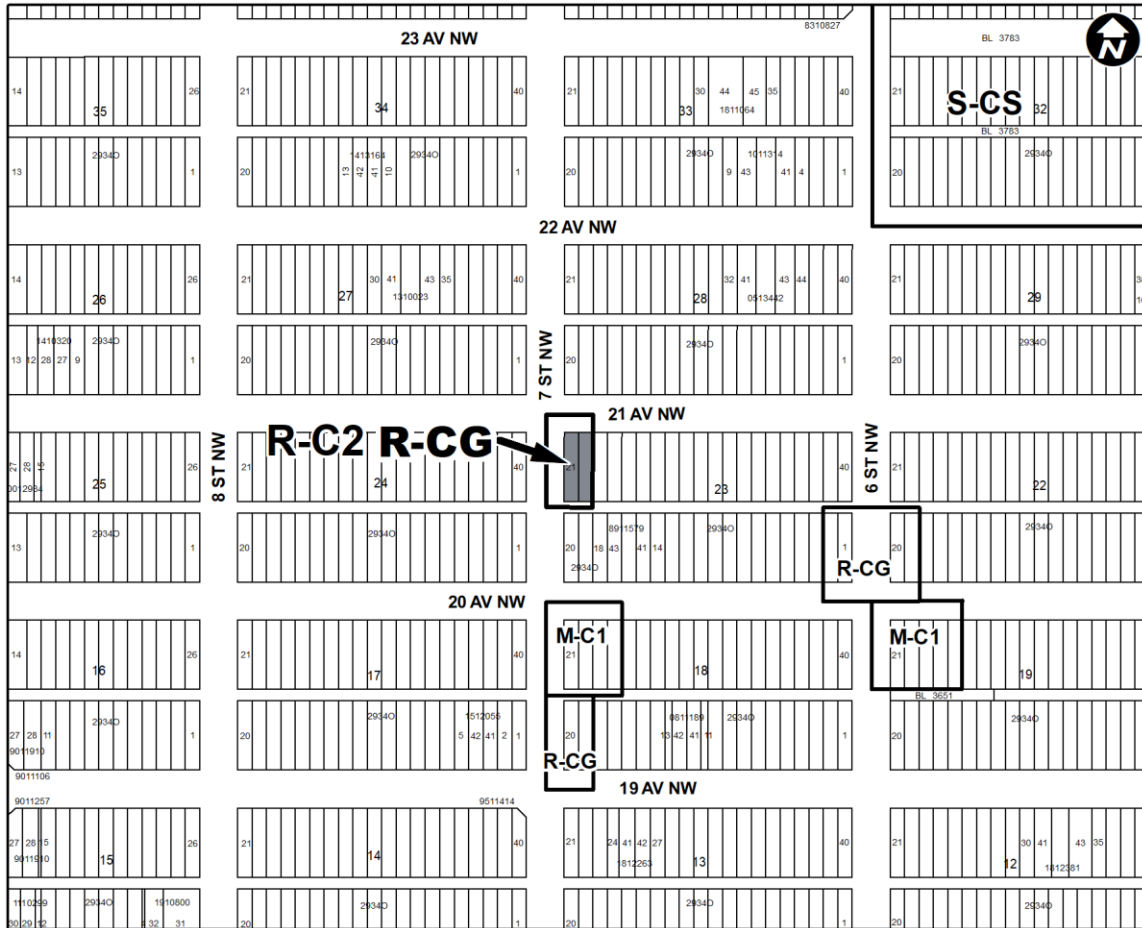 8310827
23 AV NW
BL 3783
N
14 26 21 40 21 30 44 45 35 40 21
35 34 33 1811064 S-CS 32
BL 3783
2934O 1413164 2934O 2934O 1011314 2934O
13 1 20 13 42 41 10 1 20 9 43 41 4 1 20
22 AV NW
14 26 21 30 41 43 35 40 21 32 41 43 44 40 21
26 27 1310023 28 0513442 29
1410320 2934O 2934O 2934O 2934O
13 12 28 27 9 1 20 1 20 1 20
7 ST NW
21 AV NW
R-C2 R-CG
8 ST NW
6 ST NW
27 28 15 26 21 40 21 40 21
25 24 23 22
2934O 2934O 8911579 2934O 2934O
13 1 20 1 20 18 43 41 14 1 20
2934O
R-CG
20 AV NW
M-C1 M-C1
14 26 21 40 21 40 21
16 17 18 19
BL 3651
2934O 2934O 1512055 0811189 2934O 2934O
27 28 11 1 20 5 42 41 2 1 20 13 42 41 11 1 20
9011910
R-CG
9011106
19 AV NW
9011257 9511414
27 28 15 26 21 40 21 24 41 42 27 40 21 30 41 43 35
9011910 15 14 1812263 13 12 1812381
1110299 2934O 1910800 2934O 2934O 2934O
30 29 12 32 31 20 1 20 1 20